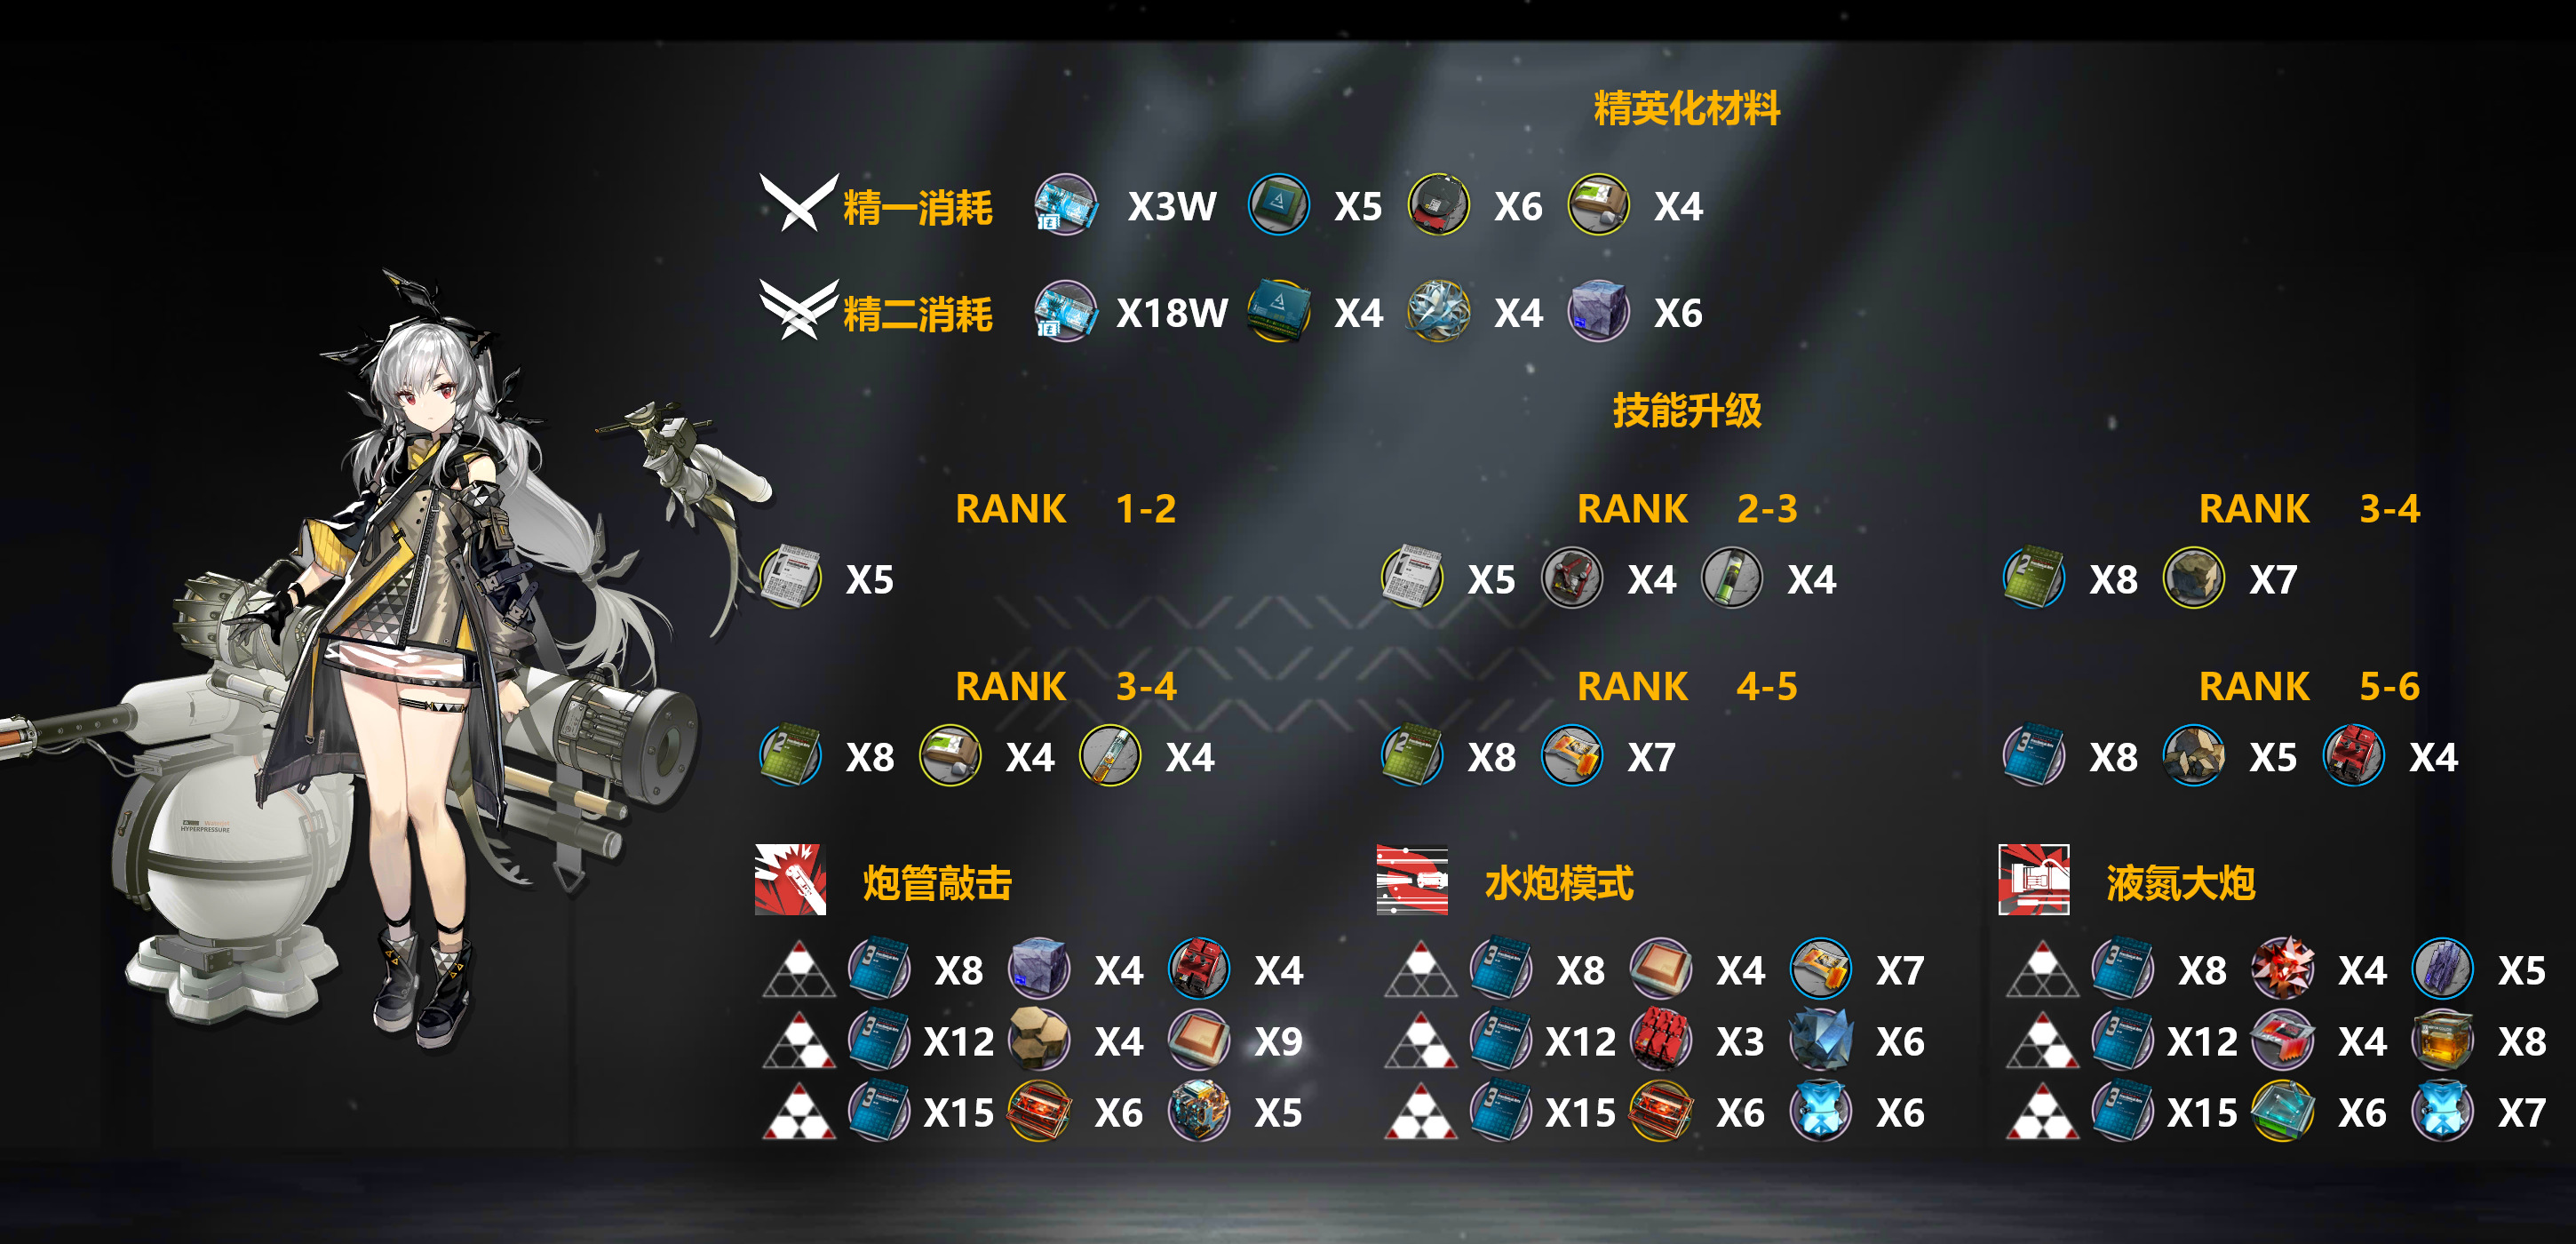 精英化材料
精一消耗 X3W X5 X6 X4
精二消耗 X18W X4 X4 X6
技能升级
RANK 1-2 RANK 2-3 RANK 3-4
X5 X5 X4 X4 X8 X7
RANK 3-4 RANK 4-5 RANK 5-6
X8 X4 X4 X8 X7 X8 X5 X4
HYPERPRESSURE
炮管敲击 水炮模式 液氮大炮
X8 X4 X4 X8 X4 X7 X8 X4 X5
X12 X4 X9 X12 X3 X6 X12 X4 X8
X15 X6 X5 X15 X6 X6 X15 X6 X7